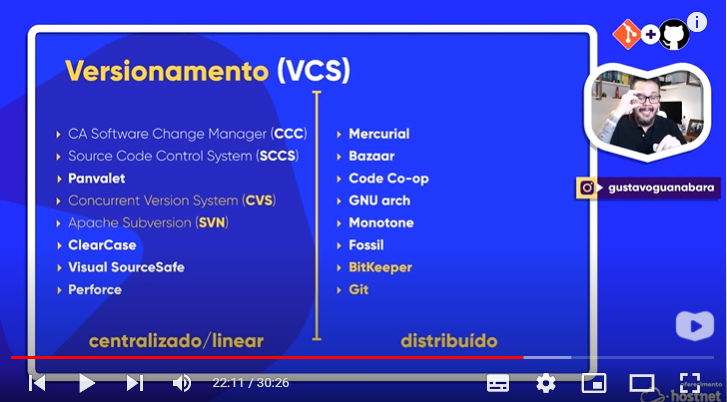 Versionamento (VCS)
CA Software Change Manager (CCC)
Source Code Control System (SCCS)
Panvalet
Concurrent Version System (CVS)
Apache Subversion (SVN)
ClearCase
Visual SourceSafe
Perforce
centralizado/linear
Mercurial
Bazaar
Code Co-op
GNU arch
Monotone
Fossil
BitKeeper
Git
distribuído
+
i
gustavoguanabara
22:11 / 30:26
oferecimento
hostnet